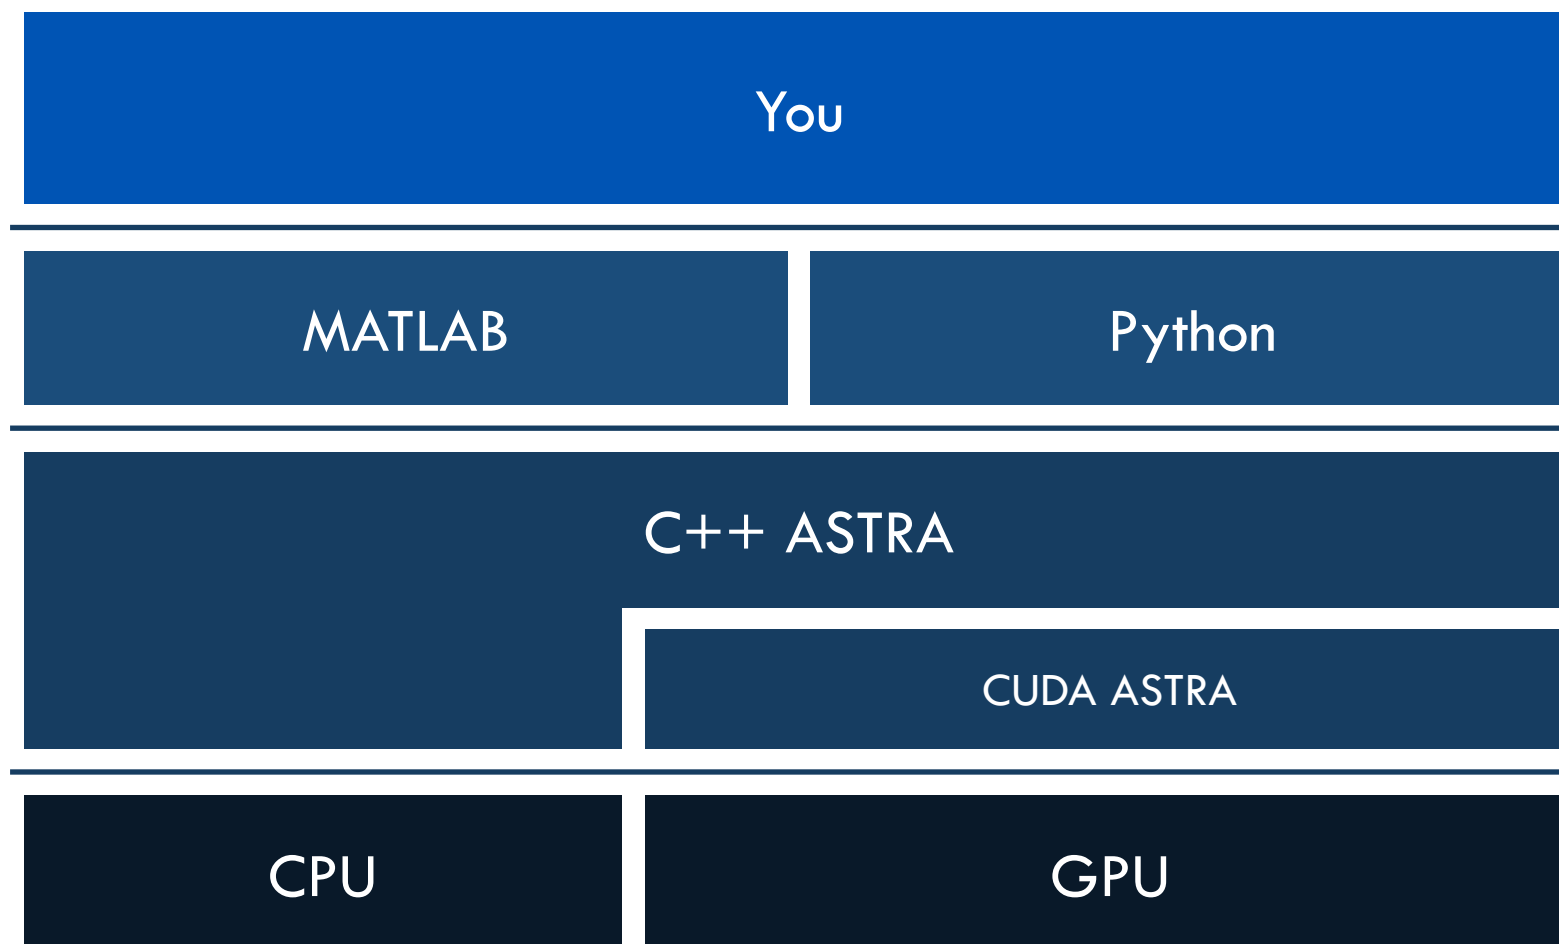 You
MATLAB
Python
C++ ASTRA
CUDA ASTRA
CPU
GPU